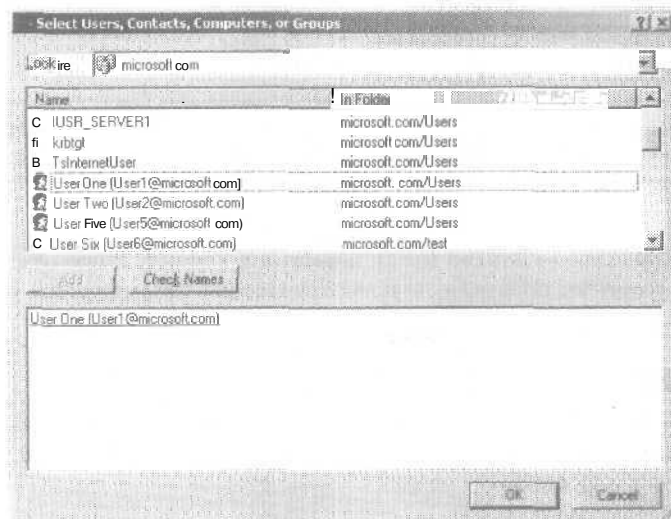 - Select Users, Contacts, Computers, or Groups
Look ire microsoft com
Name ! In Folder
C IUSR_SERVER1 microsoft.com/Users
fi krbtgt microsoft com/Users
B TsInternetUser microsoft.com/Users
User One (User1@microsoft com) microsoft. com/Users
User Two (User2@microsoft.com) microsoft.com/Users
User Five (User5@microsoft com) microsoft.com/Users
C User Six (User6@microsoft.com) microsoft.com/test
Add Check Names
User One (User1@microsoft.com)
OK Cancel